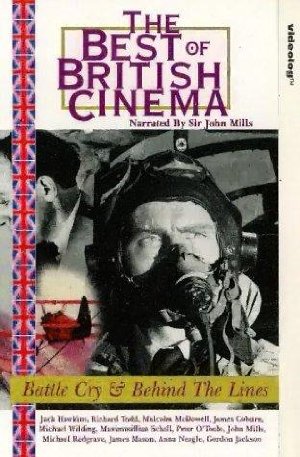 THE
BEST OF
BRITISH
CINEMA
Narrated By Sir John Mills
videolog™
Battle Cry & Behind The Lines
Jack Hawkins, Richard Todd, Malcolm McDowell, James Coburn,
Michael Wilding, Maximillian Schell, Peter O'Toole, John Mills,
Michael Redgrave, James Mason, Anna Neagle, Gordon Jackson